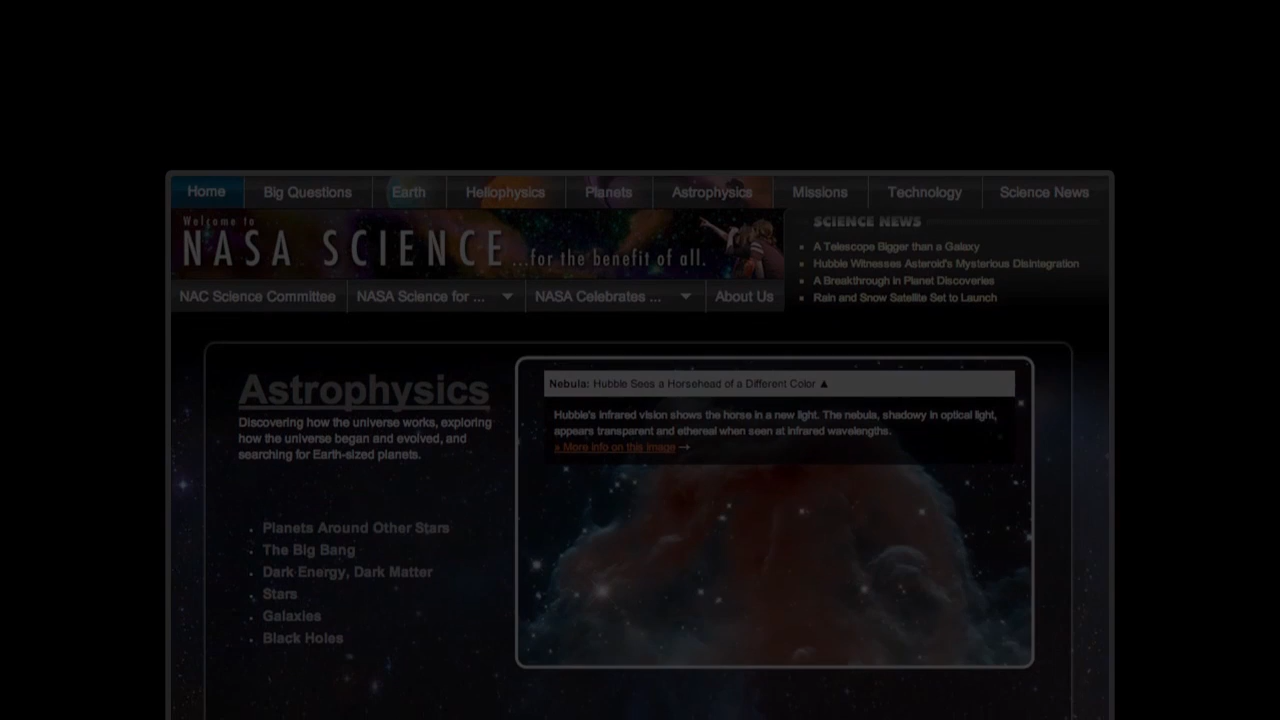 Home Big Questions Earth Heliophysics Planets Astrophysics Missions Technology Science News
Welcome to
NASA SCIENCE ...for the benefit of all.
SCIENCE NEWS
A Telescope Bigger than a Galaxy
Hubble Witnesses Asteroid's Mysterious Disintegration
A Breakthrough in Planet Discoveries
Rain and Snow Satellite Set to Launch
NAC Science Committee NASA Science for ... NASA Celebrates ... About Us
Astrophysics
Discovering how the universe works, exploring
how the universe began and evolved, and
searching for Earth-sized planets.
Planets Around Other Stars
The Big Bang
Dark Energy, Dark Matter
Stars
Galaxies
Black Holes
Nebula: Hubble Sees a Horsehead of a Different Color ▲
Hubble's infrared vision shows the horse in a new light. The nebula, shadowy in optical light,
appears transparent and ethereal when seen at infrared wavelengths.
» More info on this image →